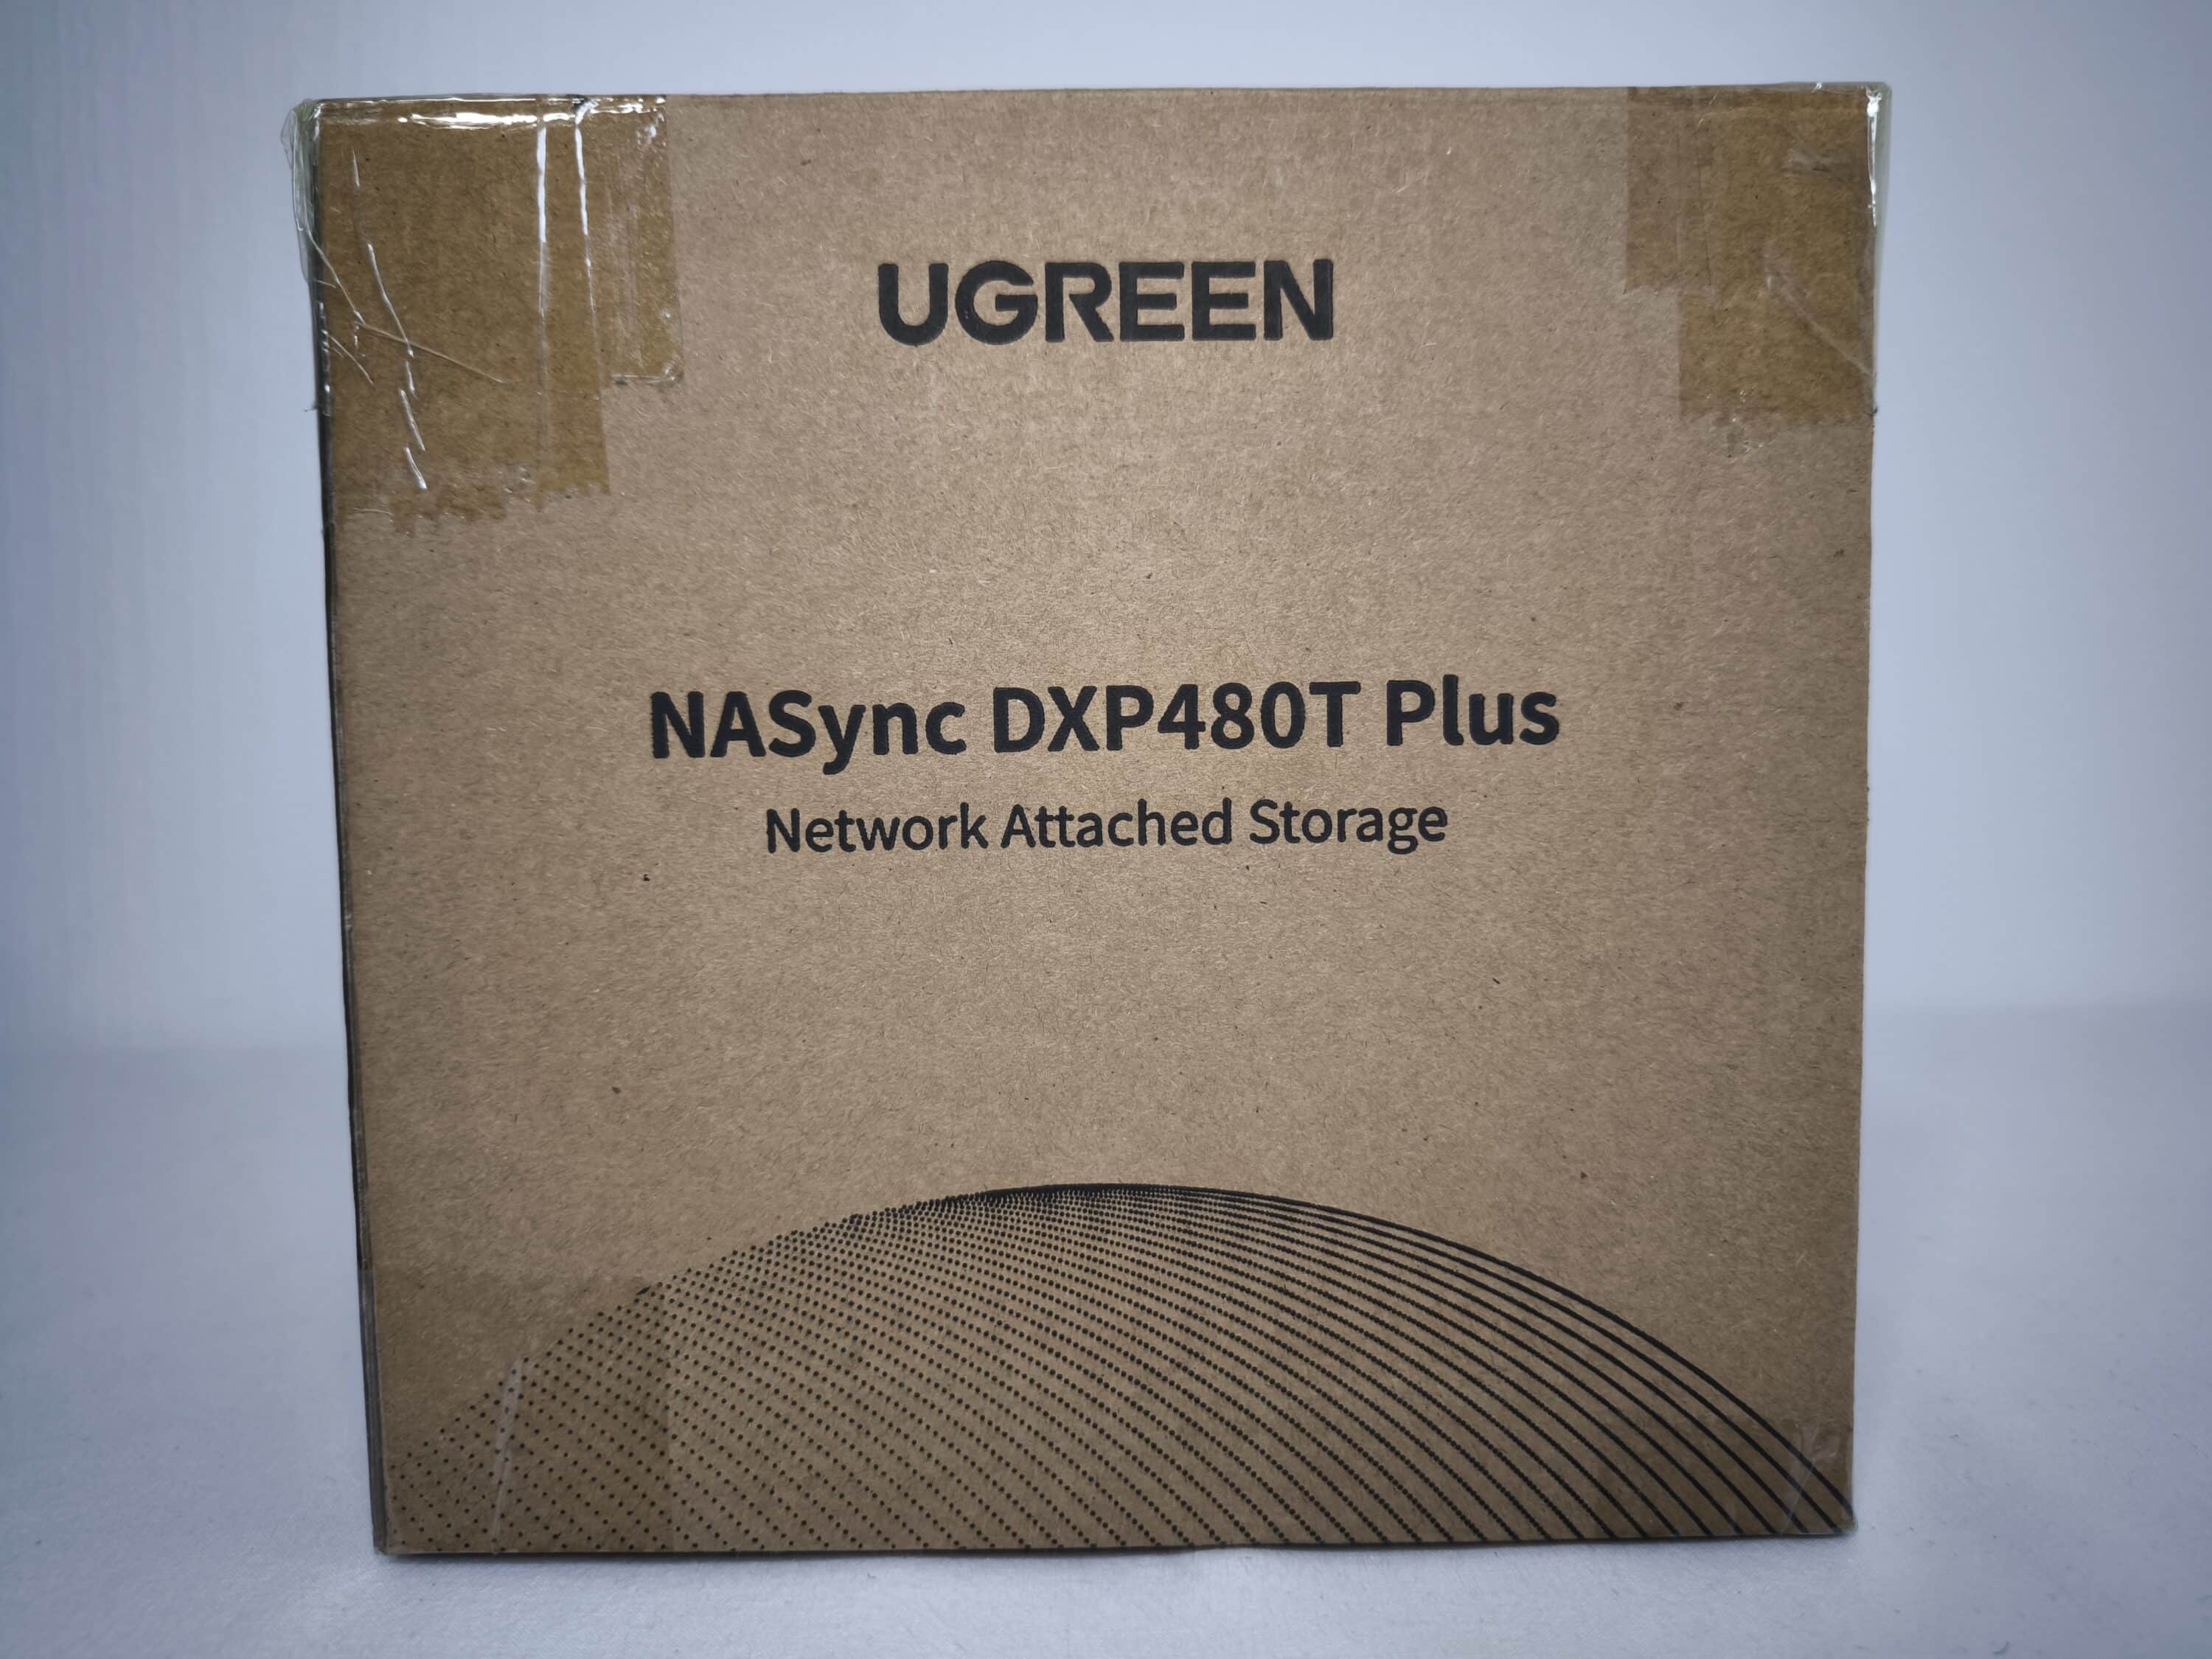 UGREEN
NASync DXP480T Plus
Network Attached Storage